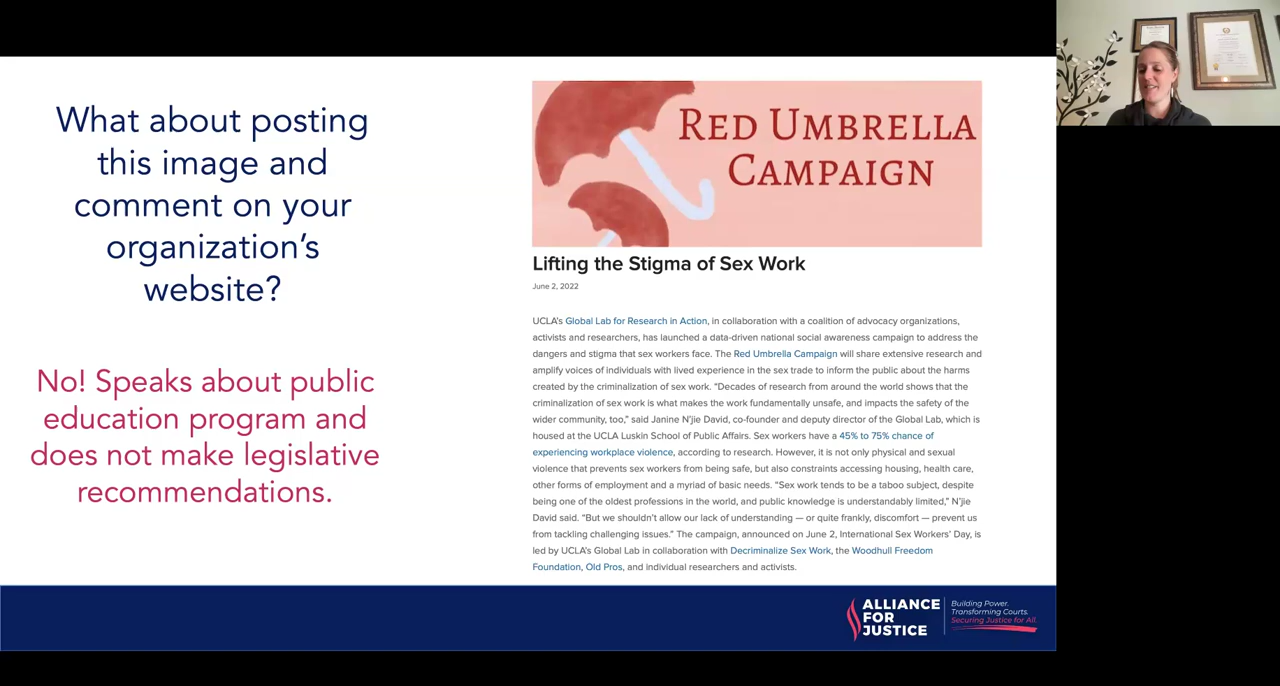 What about posting
this image and
comment on your
organization's
website?
No! Speaks about public
education program and
does not make legislative
recommendations.
RED UMBRELLA
CAMPAIGN
Lifting the Stigma of Sex Work
June 2, 2022
UCLA's Global Lab for Research in Action, in collaboration with a coalition of advocacy organizations,
activists and researchers, has launched a data-driven national social awareness campaign to address the
dangers and stigma that sex workers face. The Red Umbrella Campaign will share extensive research and
amplify voices of individuals with lived experience in the sex trade to inform the public about the harms
created by the criminalization of sex work. “Decades of research from around the world shows that the
criminalization of sex work is what makes the work fundamentally unsafe, and impacts the safety of the
wider community, too,” said Janine N'jie David, co-founder and deputy director of the Global Lab, which is
housed at the UCLA Luskin School of Public Affairs. Sex workers have a 45% to 75% chance of
experiencing workplace violence, according to research. However, it is not only physical and sexual
violence that prevents sex workers from being safe, but also constraints accessing housing, health care,
other forms of employment and a myriad of basic needs. “Sex work tends to be a taboo subject, despite
being one of the oldest professions in the world, and public knowledge is understandably limited,” N'jie
David said. “But we shouldn't allow our lack of understanding — or quite frankly, discomfort — prevent us
from tackling challenging issues.” The campaign, announced on June 2, International Sex Workers' Day, is
led by UCLA's Global Lab in collaboration with Decriminalize Sex Work, the Woodhull Freedom
Foundation, Old Pros, and individual researchers and activists.
ALLIANCE
FOR
JUSTICE
Building Power.
Transforming Courts.
Securing Justice for All.